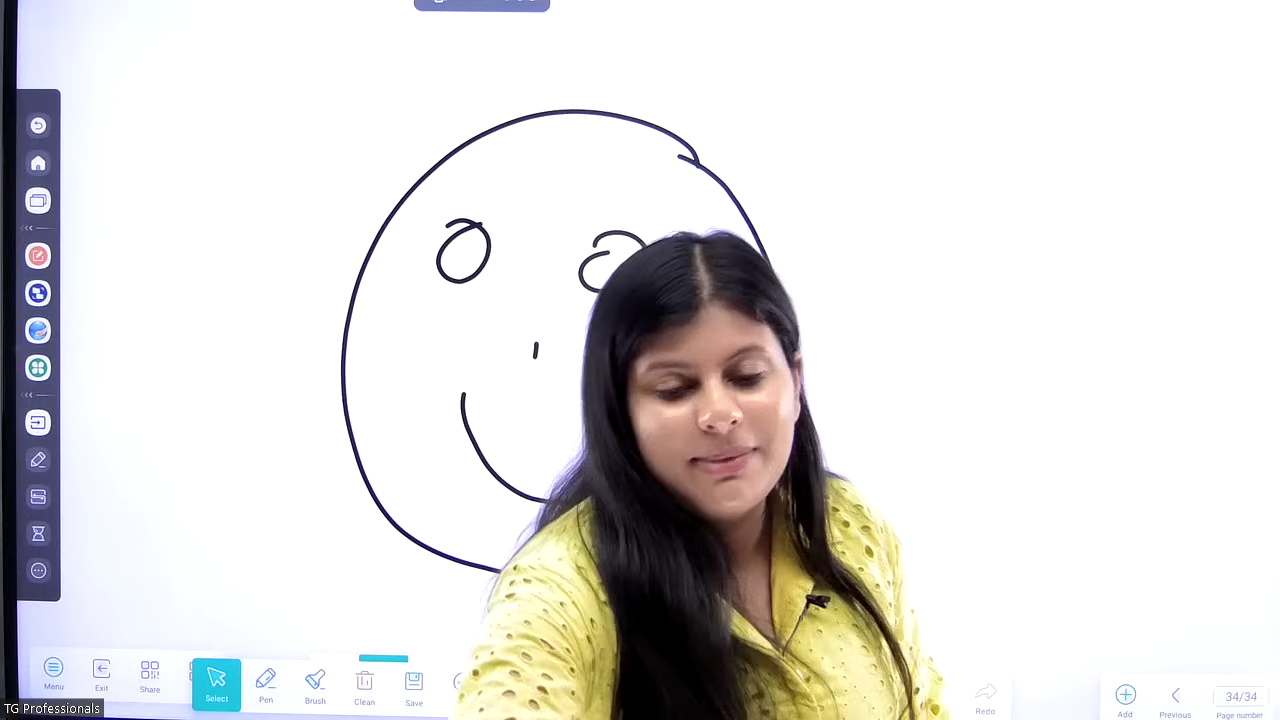 Menu
Exit
Share
Select
Pen
Brush
Clean
Save
Redo
Add
Previous
34/34
Page number
TG Professionals